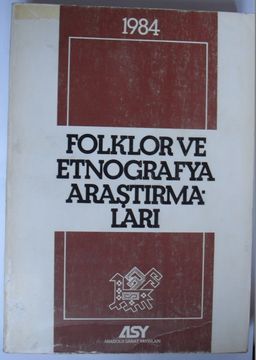 1984
FOLKLOR VE
ETNOGRAFYA
ARAŞTIRMA-
LARI
ASY
ANADOLU SANAT YAYINLARI